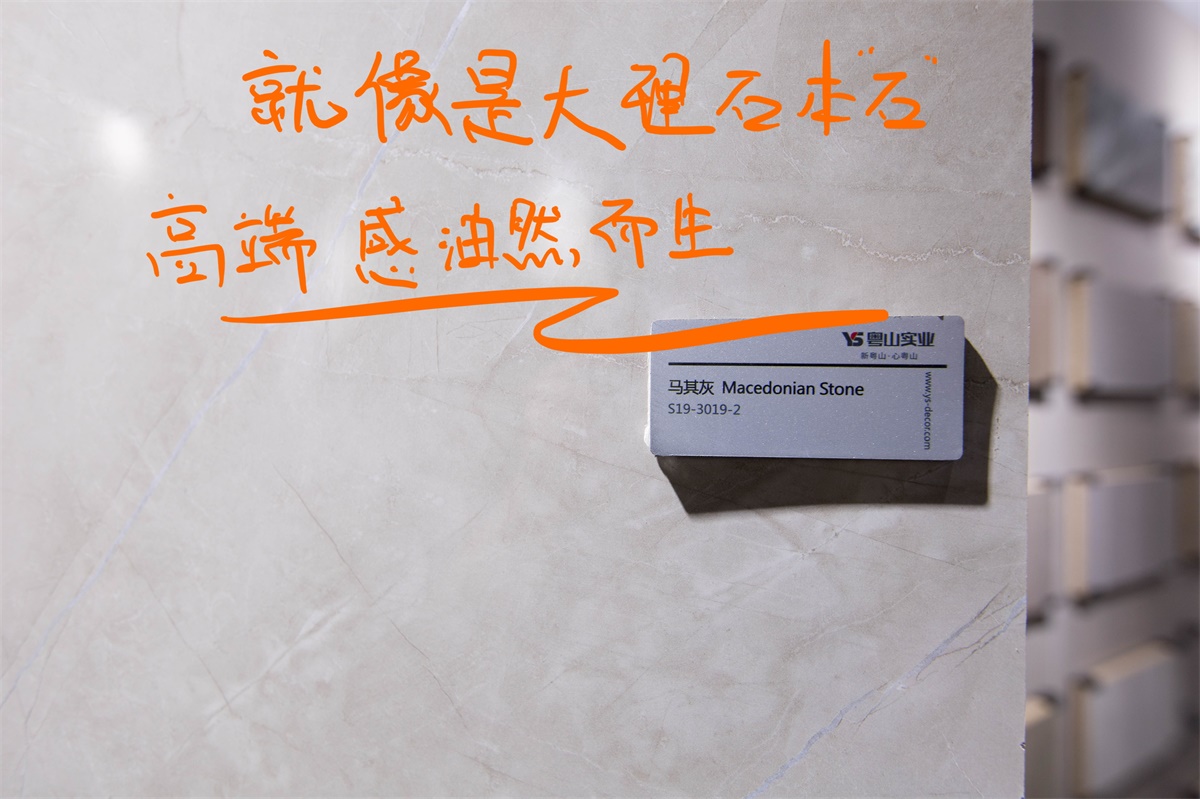 就像是大理石本"石"
高端感油然而生
YS 粤山实业
新粤山·心粤山
马其灰 Macedonian Stone
S19-3019-2
www.ys-decor.com